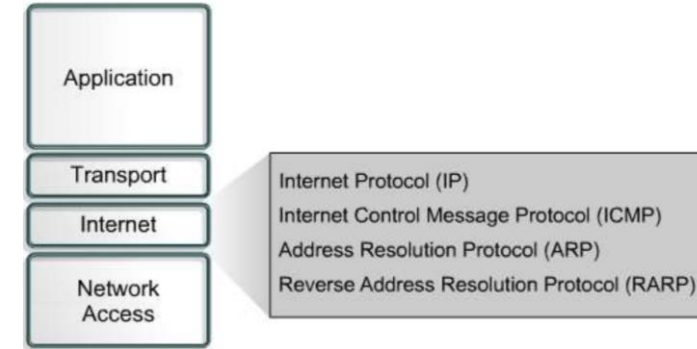 Application
Transport
Internet
Network
Access
Internet Protocol (IP)
Internet Control Message Protocol (ICMP)
Address Resolution Protocol (ARP)
Reverse Address Resolution Protocol (RARP)